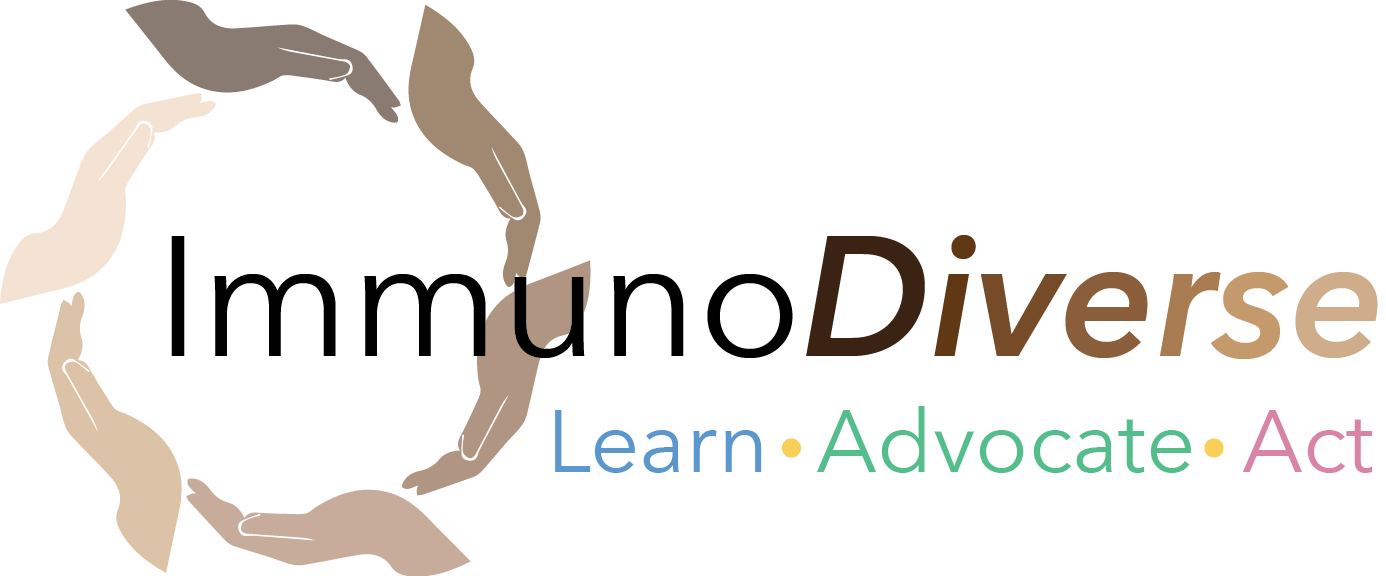 ImmunoDiverse
Learn • Advocate • Act